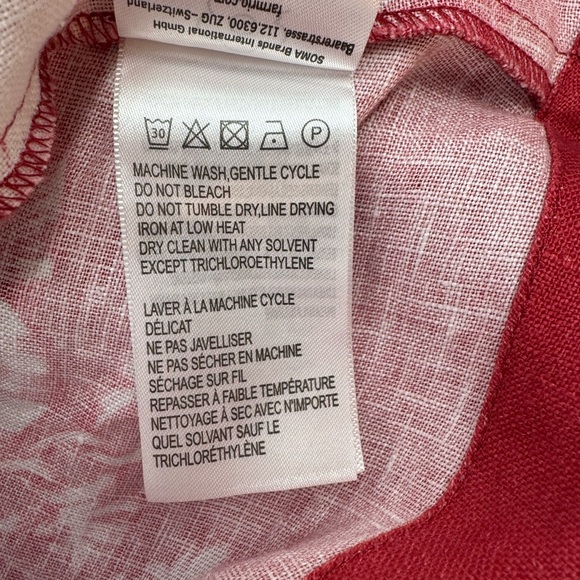 SOMA Brands International GmbH
Baarerstrasse, 112,6300, ZUG–Switzerland
30
P
MACHINE WASH,GENTLE CYCLE
DO NOT BLEACH
DO NOT TUMBLE DRY,LINE DRYING
IRON AT LOW HEAT
DRY CLEAN WITH ANY SOLVENT
EXCEPT TRICHLOROETHYLENE
LAVER À LA MACHINE CYCLE
DÉLICAT
NE PAS JAVELLISER
NE PAS SÉCHER EN MACHINE
SÉCHAGE SUR FIL
REPASSER À FAIBLE TEMPÉRATURE
NETTOYAGE À SEC AVEC N'IMPORTE
QUEL SOLVANT SAUF LE
TRICHLORÉTHYLÈNE